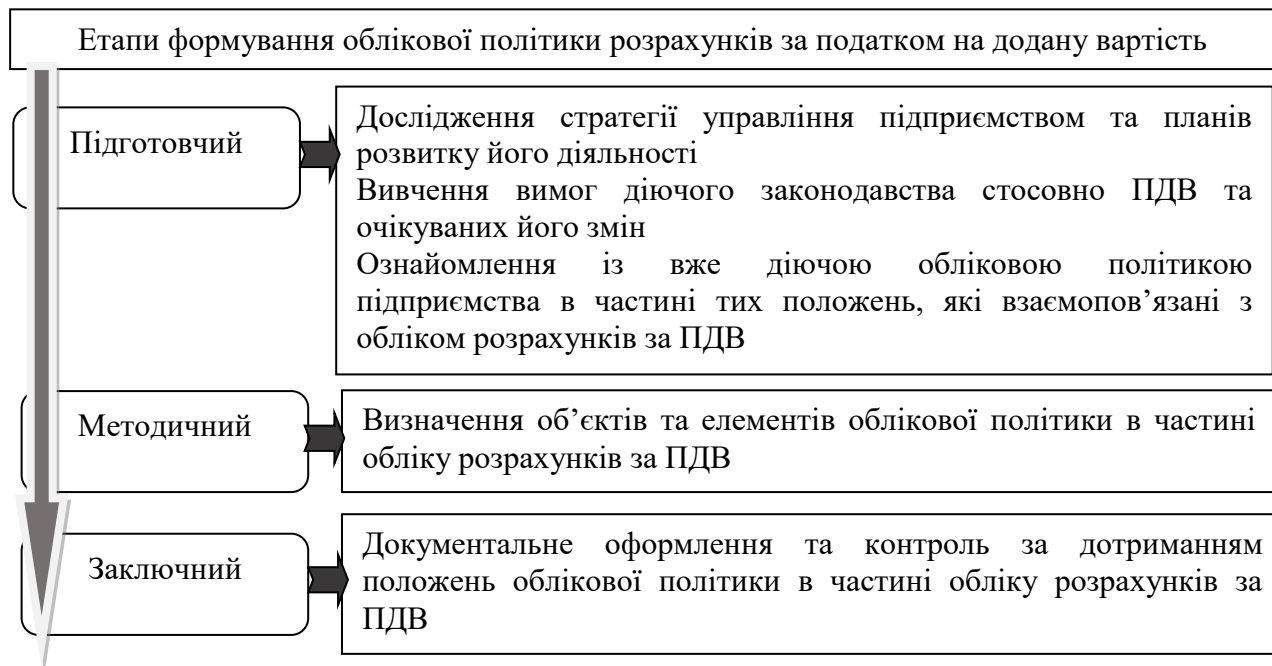 Етапи формування облікової політики розрахунків за податком на додану вартість
Підготовчий
Дослідження стратегії управління підприємством та планів
розвитку його діяльності
Вивчення вимог діючого законодавства стосовно ПДВ та
очікуваних його змін
Ознайомлення із вже діючою обліковою політикою
підприємства в частині тих положень, які взаємопов’язані з
обліком розрахунків за ПДВ
Методичний
Визначення об’єктів та елементів облікової політики в частині
обліку розрахунків за ПДВ
Заключний
Документальне оформлення та контроль за дотриманням
положень облікової політики в частині обліку розрахунків за
ПДВ